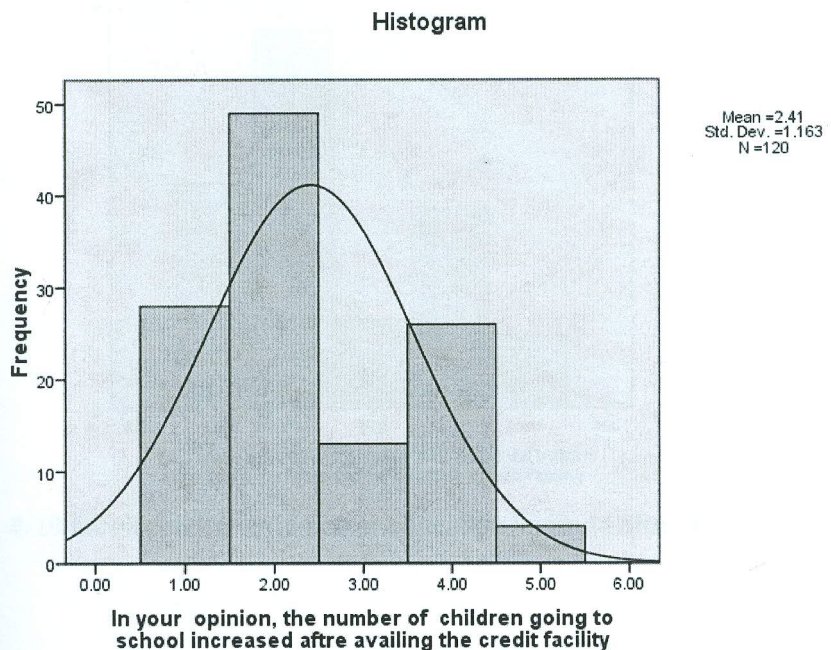 Histogram
Mean =2.41
Std. Dev. =1.163
N =120
Frequency
50
40
30
20
10
0
0.00 1.00 2.00 3.00 4.00 5.00 6.00
In your opinion, the number of children going to
school increased aftre availing the credit facility